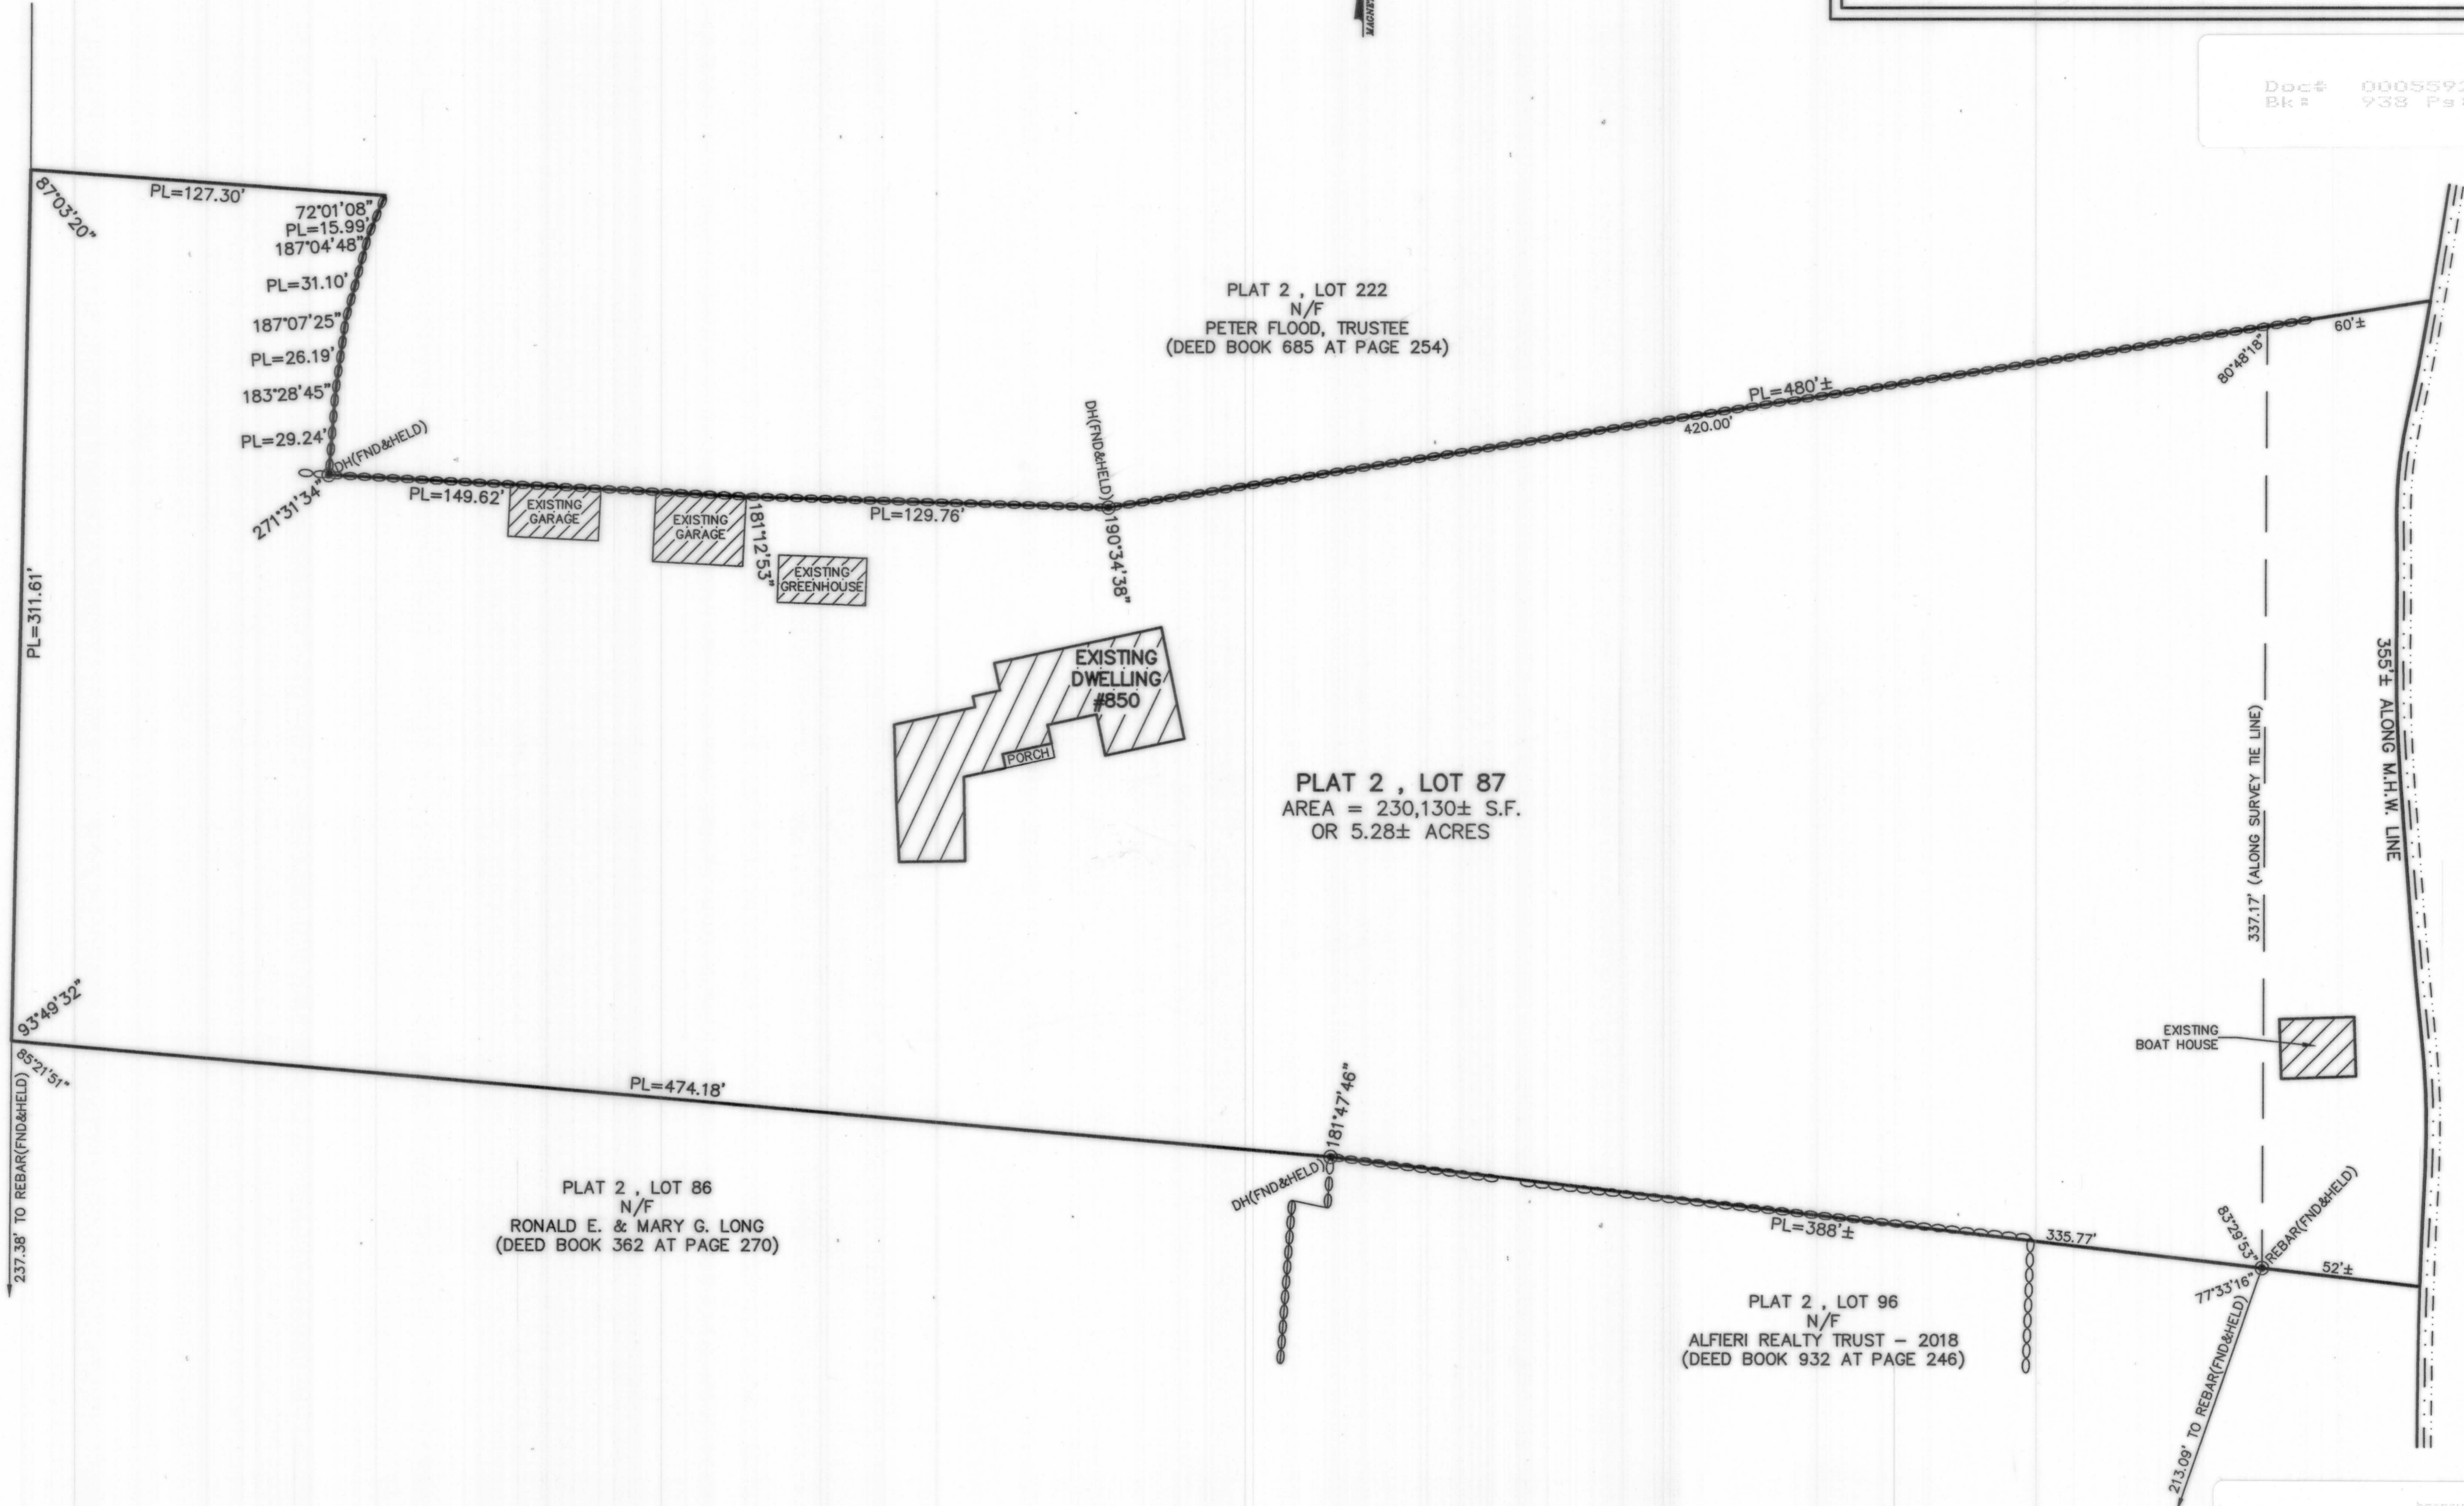 MAGNE
Doc# 000559
Bk# 938 Pg#
87°03'20"
PL=127.30'
72°01'08"
PL=15.99'
187°04'48"
PL=31.10'
187°07'25"
PL=26.19'
183°28'45"
PL=29.24'
DH(FND&HELD)
271°31'34"
PL=149.62'
EXISTING
GARAGE
EXISTING
GARAGE
181°12'53"
EXISTING
GREENHOUSE
PL=129.76'
DH(FND&HELD)
190°34'38"
PLAT 2 , LOT 222
N/F
PETER FLOOD, TRUSTEE
(DEED BOOK 685 AT PAGE 254)
PL=480'±
420.00'
80°48'18"
60'±
PL=311.61'
EXISTING
DWELLING
#850
PORCH
PLAT 2 , LOT 87
AREA = 230,130± S.F.
OR 5.28± ACRES
337.17' (ALONG SURVEY TIE LINE)
355'± ALONG M.H.W. LINE
EXISTING
BOAT HOUSE
93°49'32"
85°21'51"
237.38' TO REBAR(FND&HELD)
PL=474.18'
181°47'46"
DH(FND&HELD)
PLAT 2 , LOT 86
N/F
RONALD E. & MARY G. LONG
(DEED BOOK 362 AT PAGE 270)
PL=388'±
335.77'
83°29'53"
REBAR(FND&HELD)
52'±
77°33'16"
213.09' TO REBAR(FND&HELD)
PLAT 2 , LOT 96
N/F
ALFIERI REALTY TRUST – 2018
(DEED BOOK 932 AT PAGE 246)